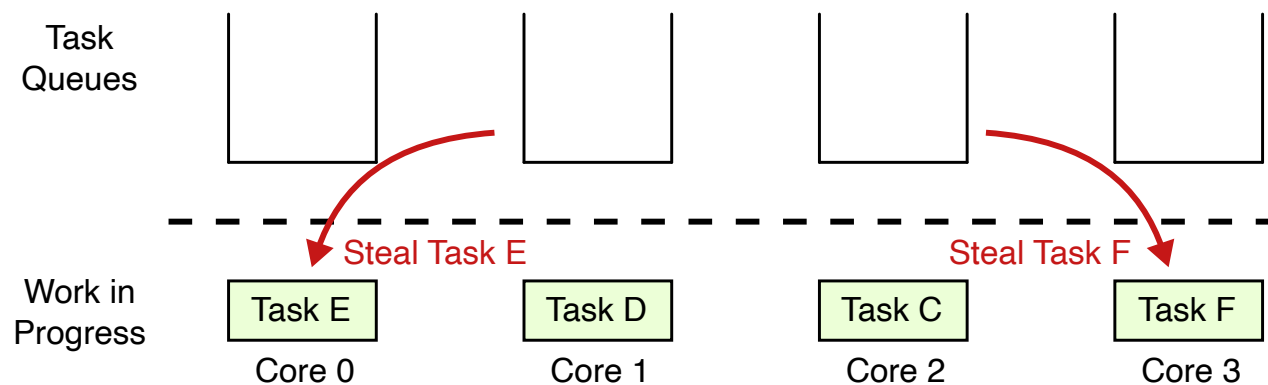 Task
Queues
Steal Task E
Steal Task F
Work in
Progress
Task E
Task D
Task C
Task F
Core 0
Core 1
Core 2
Core 3